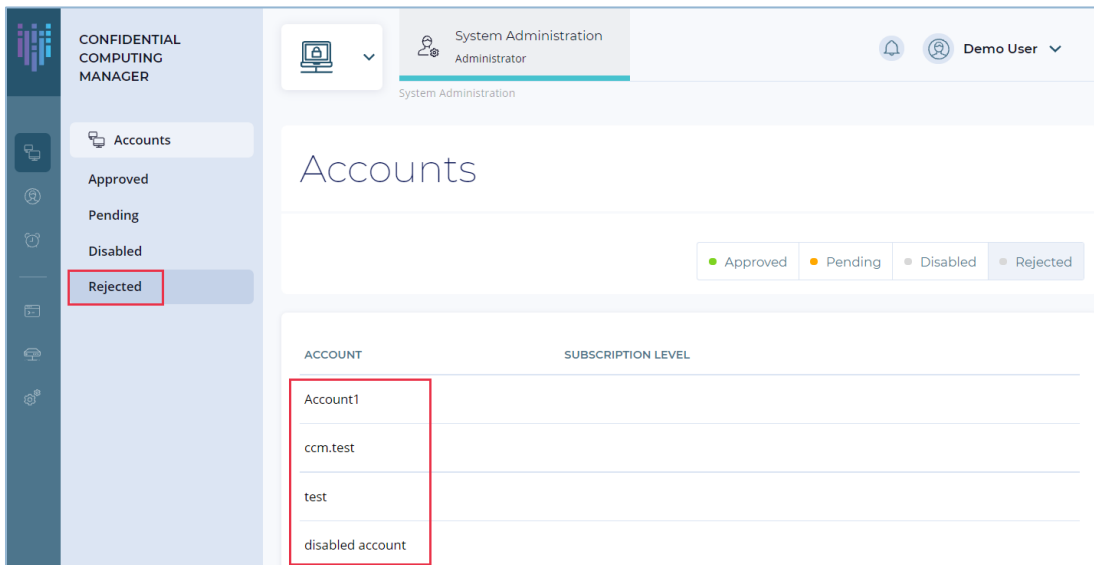 CONFIDENTIAL
COMPUTING
MANAGER
Accounts
Approved
Pending
Disabled
Rejected
System Administration
Administrator
Demo User
System Administration
Accounts
Approved
Pending
Disabled
Rejected
ACCOUNT
SUBSCRIPTION LEVEL
Account1
ccm.test
test
disabled account